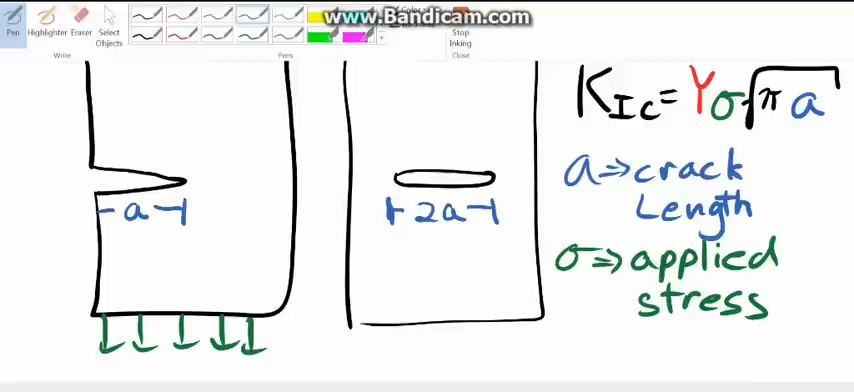 www.Bandicam.com
Pen
Highlighter
Eraser
Select
Objects
Stop
Inking
Write
Pens
Close
K_Ic = Yσ√πa
a ⇒ crack
Length
σ ⇒ applied
stress
a
2a